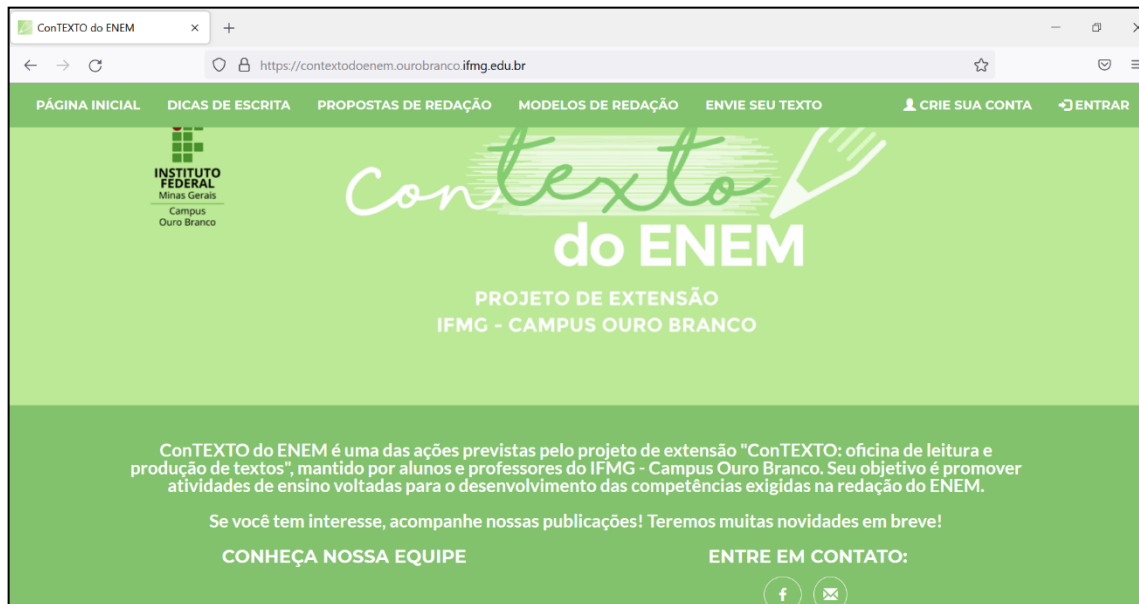 ConTEXTO do ENEM
https://contextodoenem.ourobranco.ifmg.edu.br
PÁGINA INICIAL DICAS DE ESCRITA PROPOSTAS DE REDAÇÃO MODELOS DE REDAÇÃO ENVIE SEU TEXTO CRIE SUA CONTA ENTRAR
INSTITUTO
FEDERAL
Minas Gerais
Campus
Ouro Branco
Contexto
do ENEM
PROJETO DE EXTENSÃO
IFMG - CAMPUS OURO BRANCO
ConTEXTO do ENEM é uma das ações previstas pelo projeto de extensão "ConTEXTO: oficina de leitura e
produção de textos", mantido por alunos e professores do IFMG - Campus Ouro Branco. Seu objetivo é promover
atividades de ensino voltadas para o desenvolvimento das competências exigidas na redação do ENEM.
Se você tem interesse, acompanhe nossas publicações! Teremos muitas novidades em breve!
CONHEÇA NOSSA EQUIPE
ENTRE EM CONTATO: